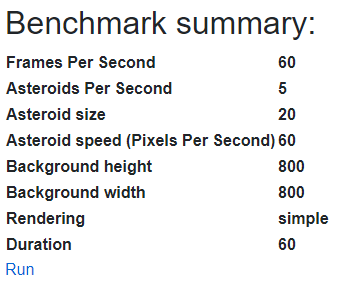 Benchmark summary:
Frames Per Second 60
Asteroids Per Second 5
Asteroid size 20
Asteroid speed (Pixels Per Second) 60
Background height 800
Background width 800
Rendering simple
Duration 60
Run